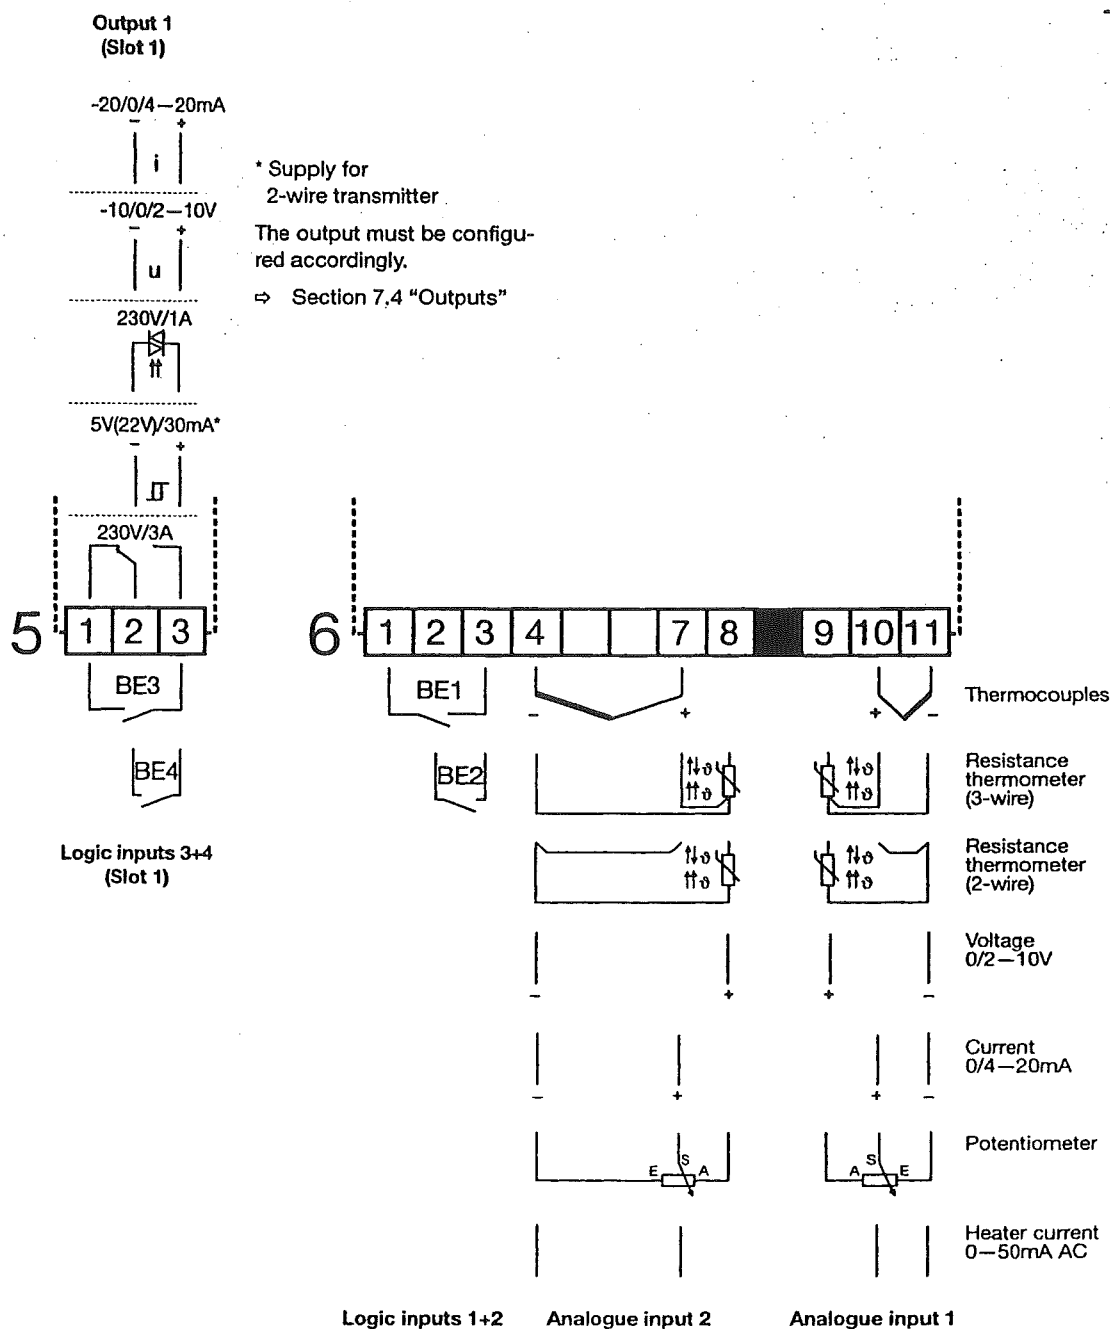 Output 1
(Slot 1)
-20/0/4—20mA
- +
i
-10/0/2—10V
- +
u
230V/1A
5V(22V)/30mA*
- +
230V/3A
* Supply for
2-wire transmitter
The output must be configu-
red accordingly.
⇨ Section 7.4 “Outputs”
5 1 2 3
BE3
BE4
Logic inputs 3+4
(Slot 1)
6 1 2 3 4 7 8 9 10 11
BE1
BE2
- + + -
Thermocouples
↑↓ϑ ↑↓ϑ
↑↑ϑ ↑↑ϑ
Resistance
thermometer
(3-wire)
↑↓ϑ ↑↓ϑ
↑↑ϑ ↑↑ϑ
Resistance
thermometer
(2-wire)
Voltage
0/2—10V
- + + -
Current
0/4—20mA
- + + -
Potentiometer
E S A A S E
Heater current
0—50mA AC
Logic inputs 1+2 Analogue input 2 Analogue input 1